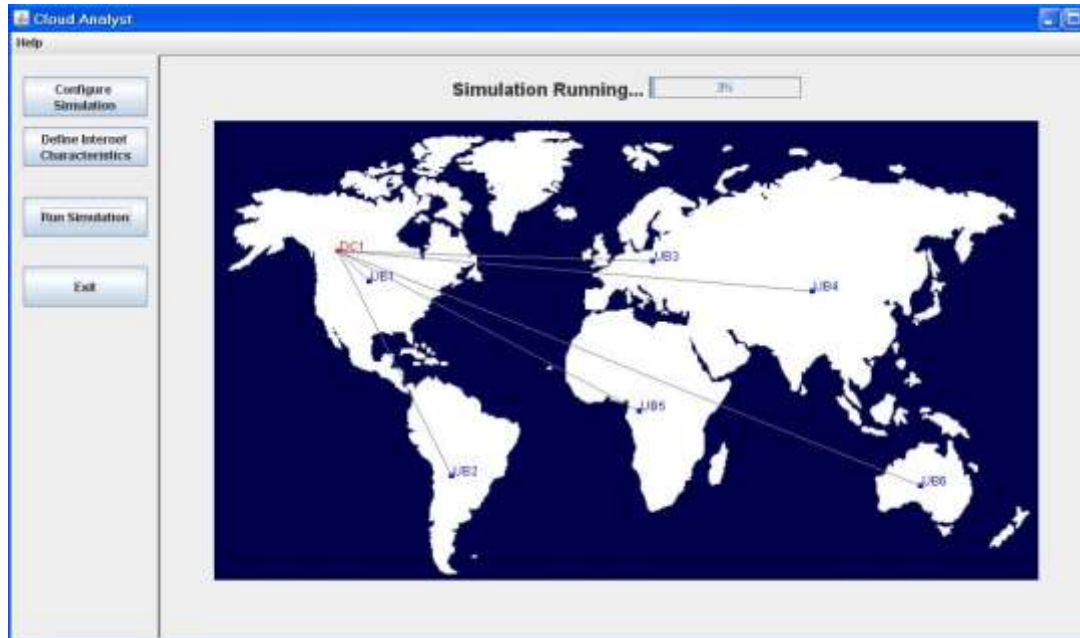 Cloud Analyst
Help
Configure
Simulation
Define Internet
Characteristics
Run Simulation
Exit
Simulation Running...
3%
DC1
UB1
UB3
UB4
UB5
UB2
UB6